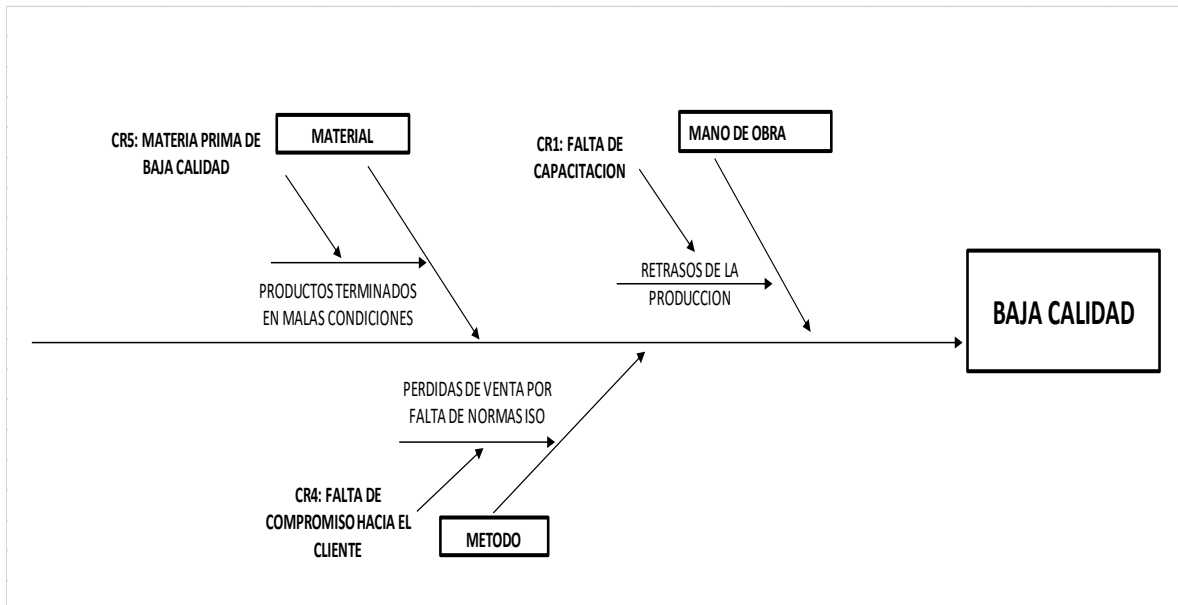 CR5: MATERIA PRIMA DE
BAJA CALIDAD
MATERIAL
PRODUCTOS TERMINADOS
EN MALAS CONDICIONES
CR1: FALTA DE
CAPACITACION
MANO DE OBRA
RETRASOS DE LA
PRODUCCION
BAJA CALIDAD
PERDIDAS DE VENTA POR
FALTA DE NORMAS ISO
CR4: FALTA DE
COMPROMISO HACIA EL
CLIENTE
METODO